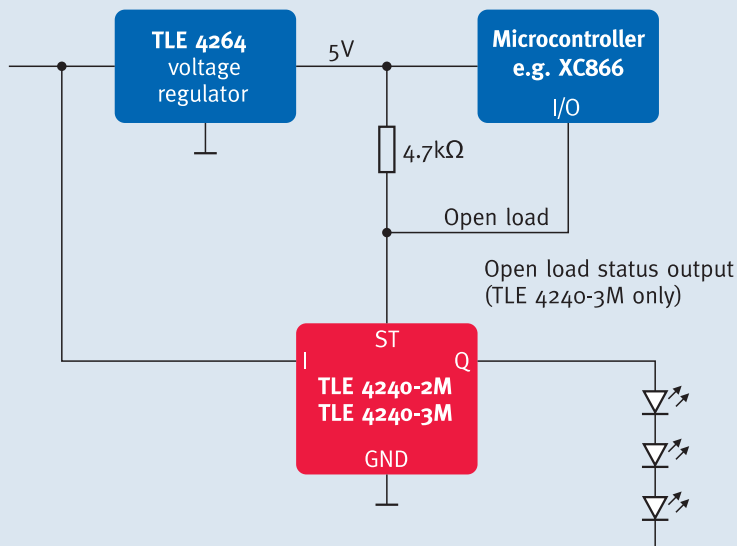 TLE 4264
voltage
regulator
5V
Microcontroller
e.g. XC866
I/O
4.7kΩ
Open load
Open load status output
(TLE 4240-3M only)
ST
I
Q
TLE 4240-2M
TLE 4240-3M
GND